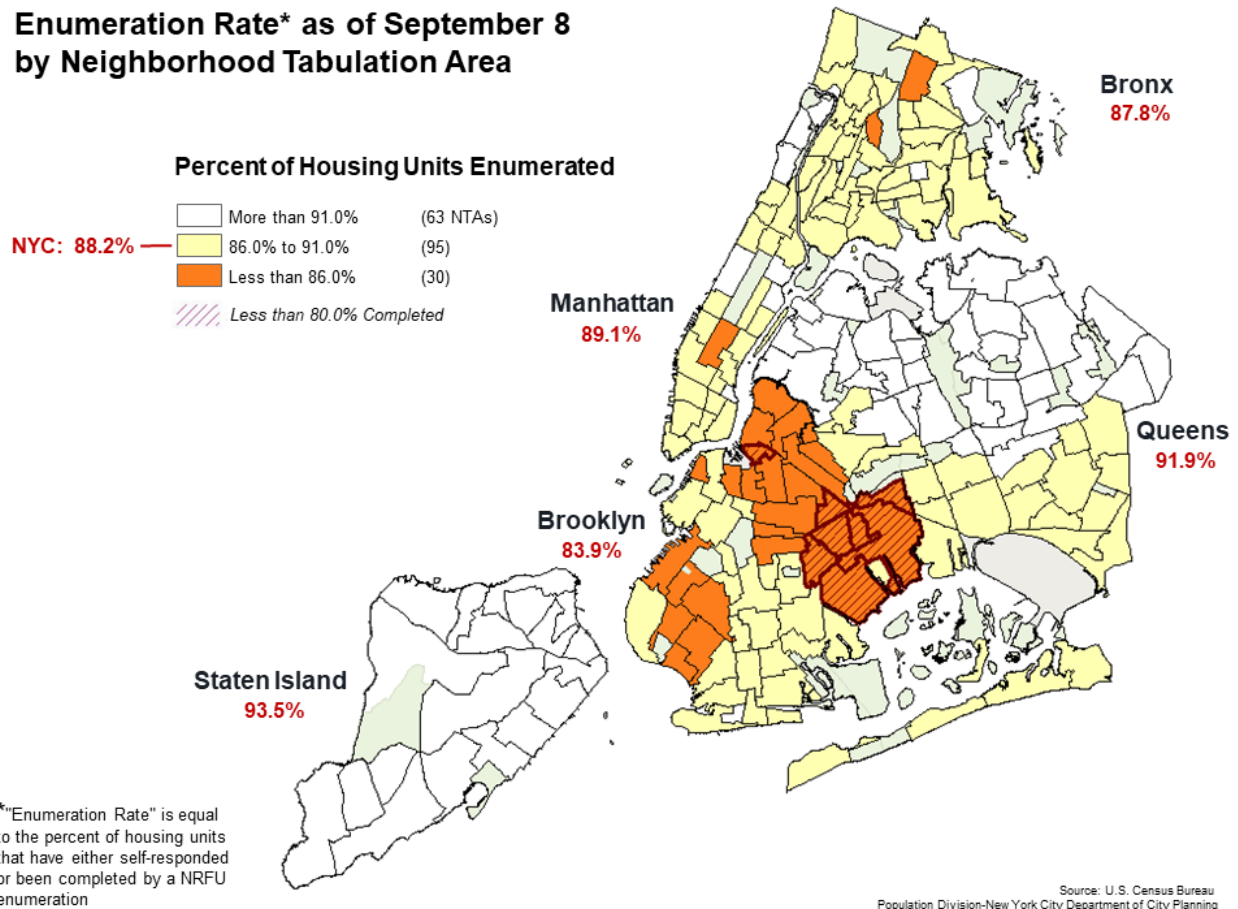 Enumeration Rate* as of September 8
by Neighborhood Tabulation Area
Bronx
87.8%
Percent of Housing Units Enumerated
More than 91.0% (63 NTAs)
NYC: 88.2%
86.0% to 91.0% (95)
Less than 86.0% (30)
Less than 80.0% Completed
Manhattan
89.1%
Queens
91.9%
Brooklyn
83.9%
Staten Island
93.5%
*"Enumeration Rate" is equal
to the percent of housing units
that have either self-responded
or been completed by a NRFU
enumeration
Source: U.S. Census Bureau
Population Division-New York City Department of City Planning